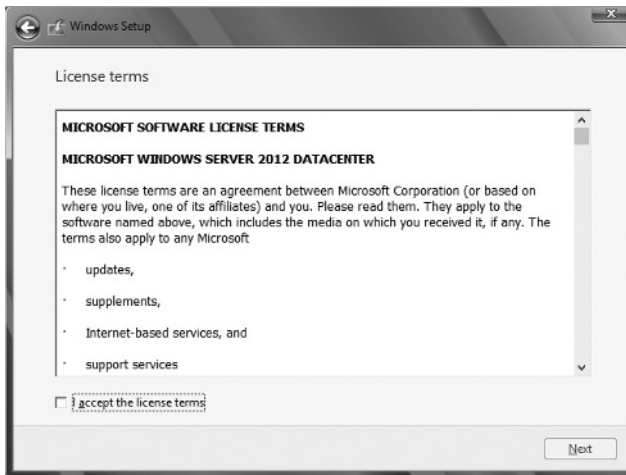 Windows Setup
License terms
MICROSOFT SOFTWARE LICENSE TERMS
MICROSOFT WINDOWS SERVER 2012 DATACENTER
These license terms are an agreement between Microsoft Corporation (or based on
where you live, one of its affiliates) and you. Please read them. They apply to the
software named above, which includes the media on which you received it, if any. The
terms also apply to any Microsoft
· updates,
· supplements,
· Internet-based services, and
· support services
I accept the license terms
Next